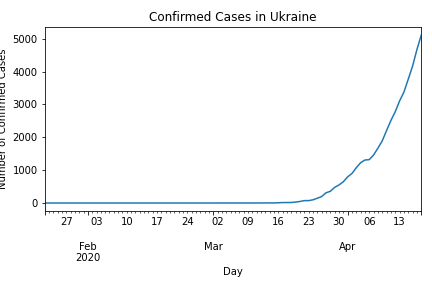 Confirmed Cases in Ukraine
Number of Confirmed Cases
5000
4000
3000
2000
1000
0
27 03 10 17 24 02 09 16 23 30 06 13
Feb Mar Apr
2020
Day